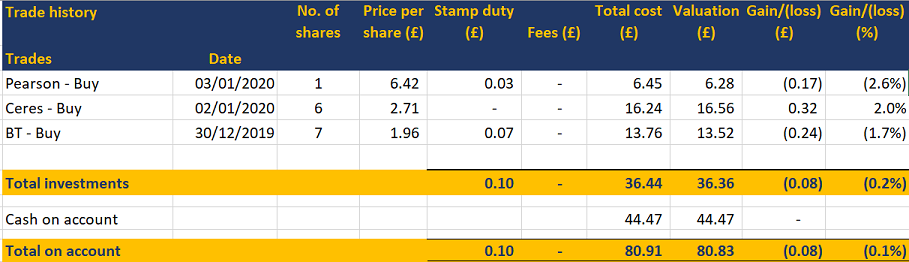 Trade history No. of shares Price per share (£) Stamp duty (£) Fees (£) Total cost (£) Valuation (£) Gain/(loss) (£) Gain/(loss) (%)
Trades Date
Pearson - Buy 03/01/2020 1 6.42 0.03 - 6.45 6.28 (0.17) (2.6%)
Ceres - Buy 02/01/2020 6 2.71 - - 16.24 16.56 0.32 2.0%
BT - Buy 30/12/2019 7 1.96 0.07 - 13.76 13.52 (0.24) (1.7%)
Total investments 0.10 - 36.44 36.36 (0.08) (0.2%)
Cash on account 44.47 44.47 -
Total on account 0.10 - 80.91 80.83 (0.08) (0.1%)